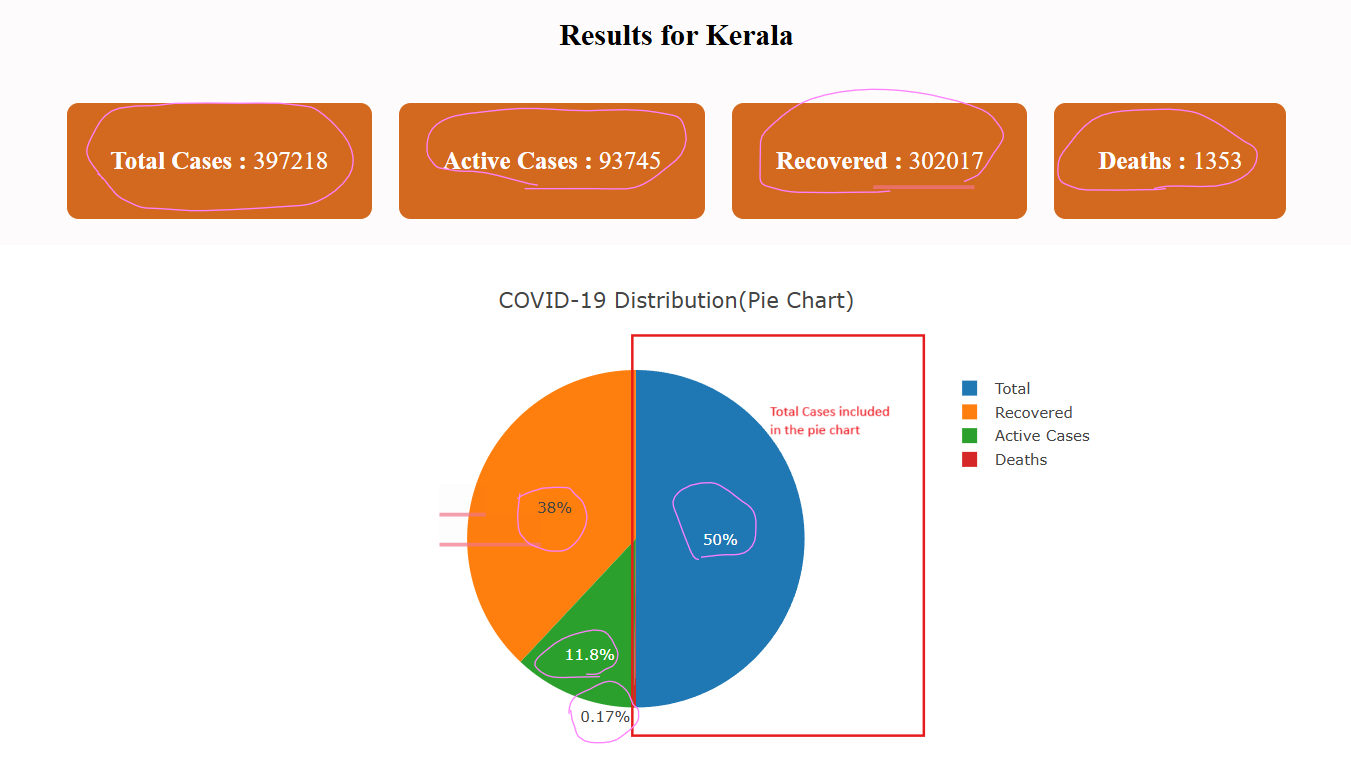 Results for Kerala
Total Cases : 397218
Active Cases : 93745
Recovered : 302017
Deaths : 1353
COVID-19 Distribution(Pie Chart)
Total Cases included
in the pie chart
Total
Recovered
Active Cases
Deaths
38%
50%
11.8%
0.17%